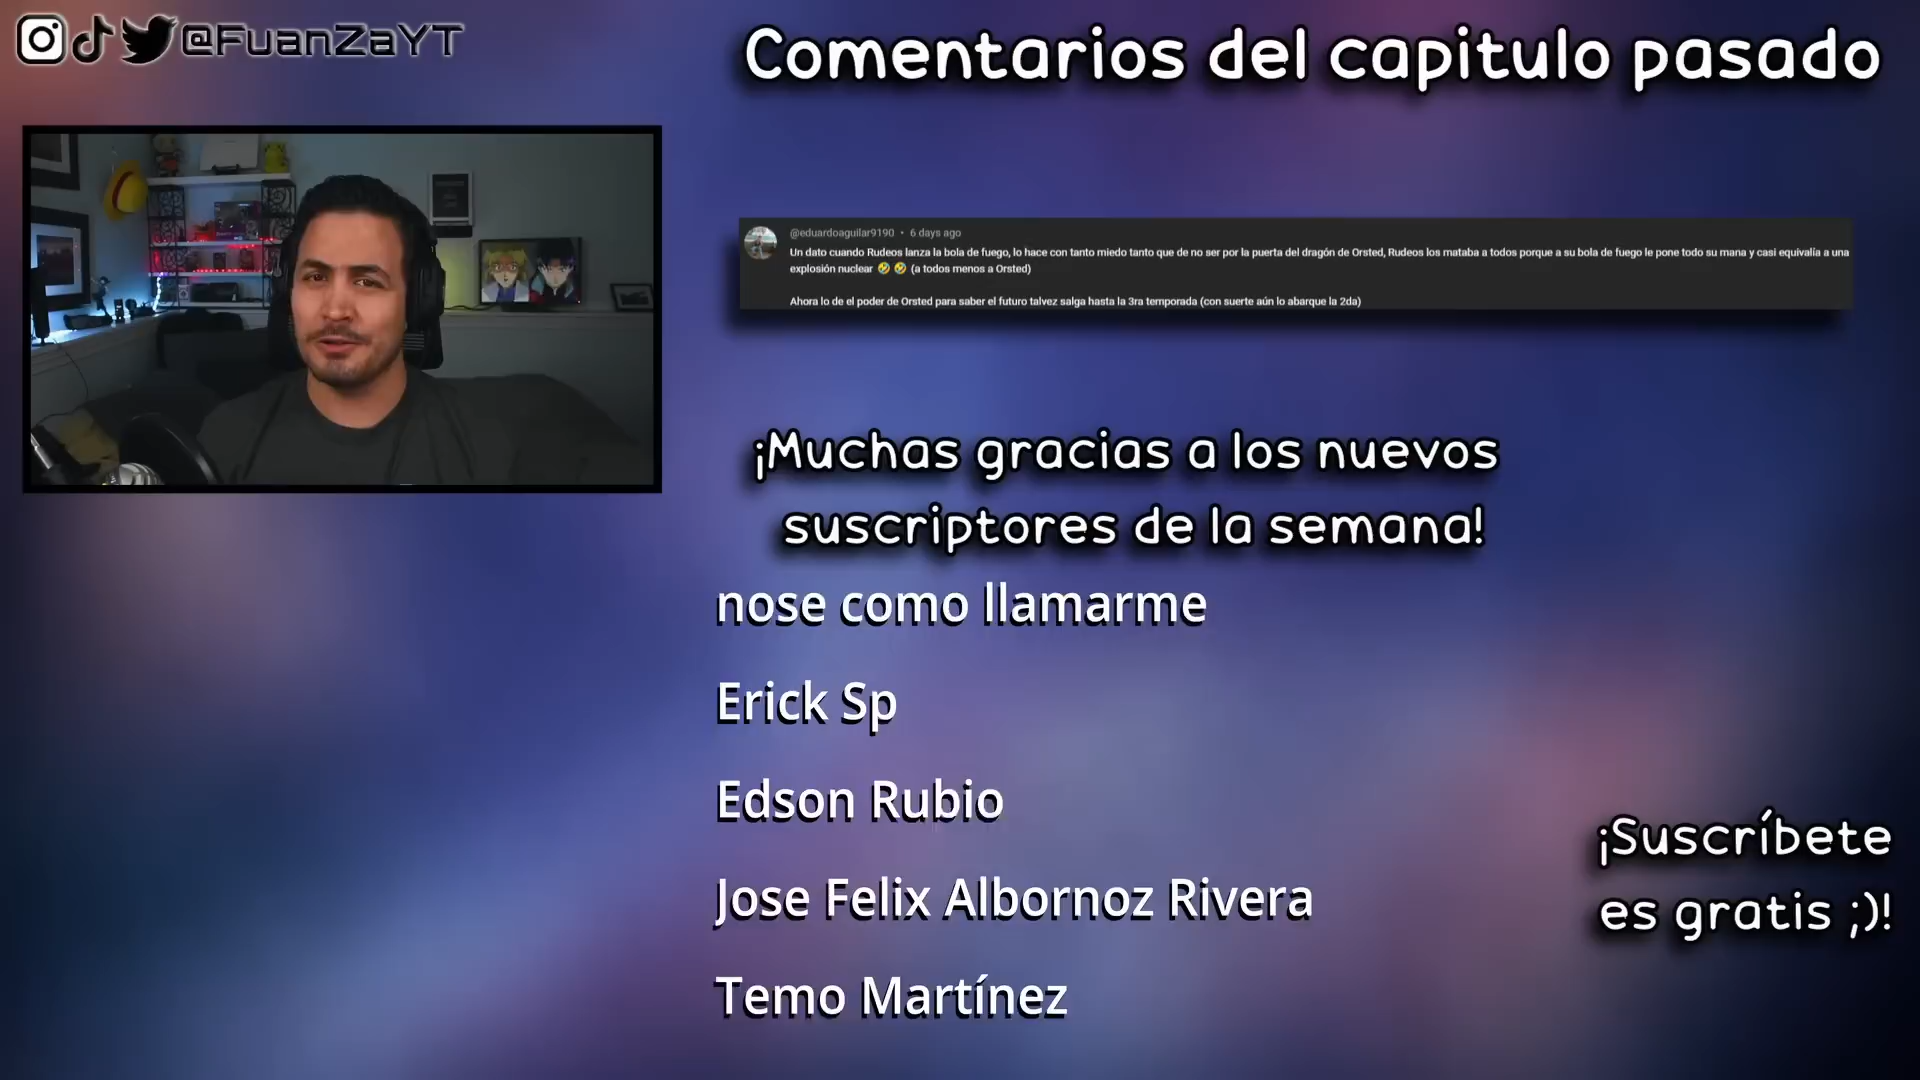 @FuanZaYT
Comentarios del capitulo pasado
@eduardoaguilar9190 • 6 days ago
Un dato cuando Rudeos lanza la bola de fuego, lo hace con tanto miedo tanto que de no ser por la puerta del dragón de Orsted, Rudeos los mataba a todos porque a su bola de fuego le pone todo su mana y casi equivalía a una
explosión nuclear 🤣 🤣 (a todos menos a Orsted)
Ahora lo de el poder de Orsted para saber el futuro talvez salga hasta la 3ra temporada (con suerte aún lo abarque la 2da)
¡Muchas gracias a los nuevos
suscriptores de la semana!
nose como llamarme
Erick Sp
Edson Rubio
Jose Felix Albornoz Rivera
Temo Martínez
¡Suscríbete
es gratis ;)!